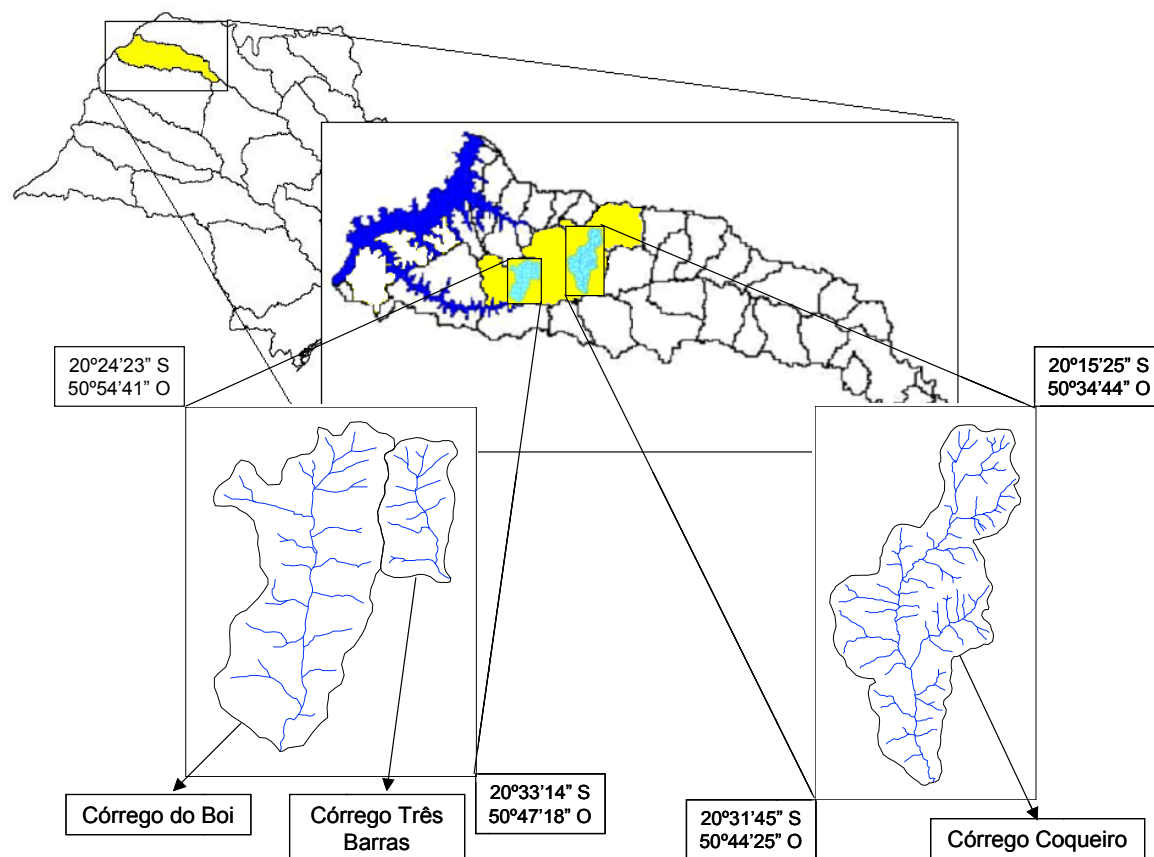 20º24'23” S
50º54'41” O
20º15'25” S
50º34'44” O
20º33'14” S
50º47'18” O
20º31'45” S
50º44'25” O
Córrego do Boi
Córrego Três
Barras
Córrego Coqueiro